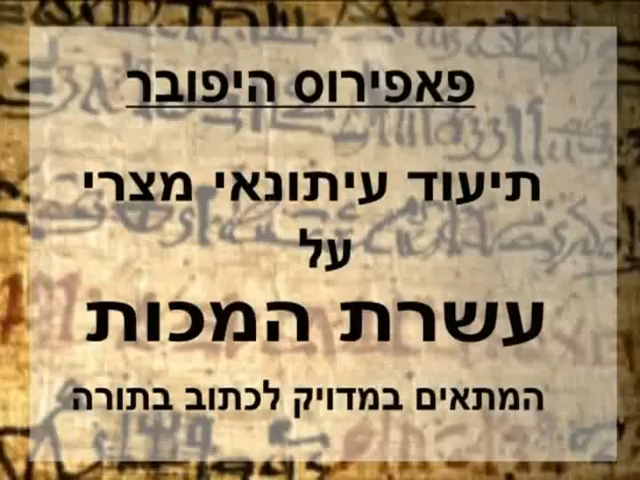 פאפירוס היפובר
תיעוד עיתונאי מצרי
על
עשרת המכות
המתאים במדויק לכתוב בתורה